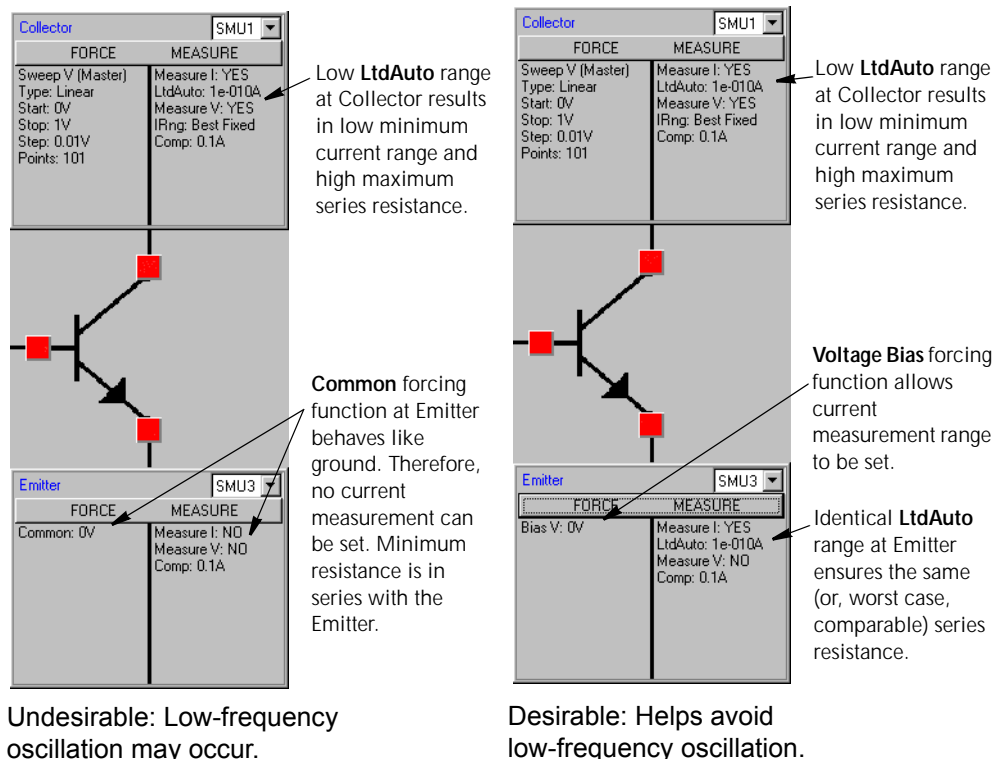 Collector SMU1
FORCE MEASURE
Sweep V (Master)
Type: Linear
Start: 0V
Stop: 1V
Step: 0.01V
Points: 101
Measure I: YES
LtdAuto: 1e-010A
Measure V: YES
IRng: Best Fixed
Comp: 0.1A
Low LtdAuto range
at Collector results
in low minimum
current range and
high maximum
series resistance.
Common forcing
function at Emitter
behaves like
ground. Therefore,
no current
measurement can
be set. Minimum
resistance is in
series with the
Emitter.
Emitter SMU3
FORCE MEASURE
Common: 0V
Measure I: NO
Measure V: NO
Comp: 0.1A
Undesirable: Low-frequency
oscillation may occur.
Collector SMU1
FORCE MEASURE
Sweep V (Master)
Type: Linear
Start: 0V
Stop: 1V
Step: 0.01V
Points: 101
Measure I: YES
LtdAuto: 1e-010A
Measure V: YES
IRng: Best Fixed
Comp: 0.1A
Low LtdAuto range
at Collector results
in low minimum
current range and
high maximum
series resistance.
Voltage Bias forcing
function allows
current
measurement range
to be set.
Emitter SMU3
FORCE MEASURE
Bias V: 0V
Measure I: YES
LtdAuto: 1e-010A
Measure V: NO
Comp: 0.1A
Identical LtdAuto
range at Emitter
ensures the same
(or, worst case,
comparable) series
resistance.
Desirable: Helps avoid
low-frequency oscillation.